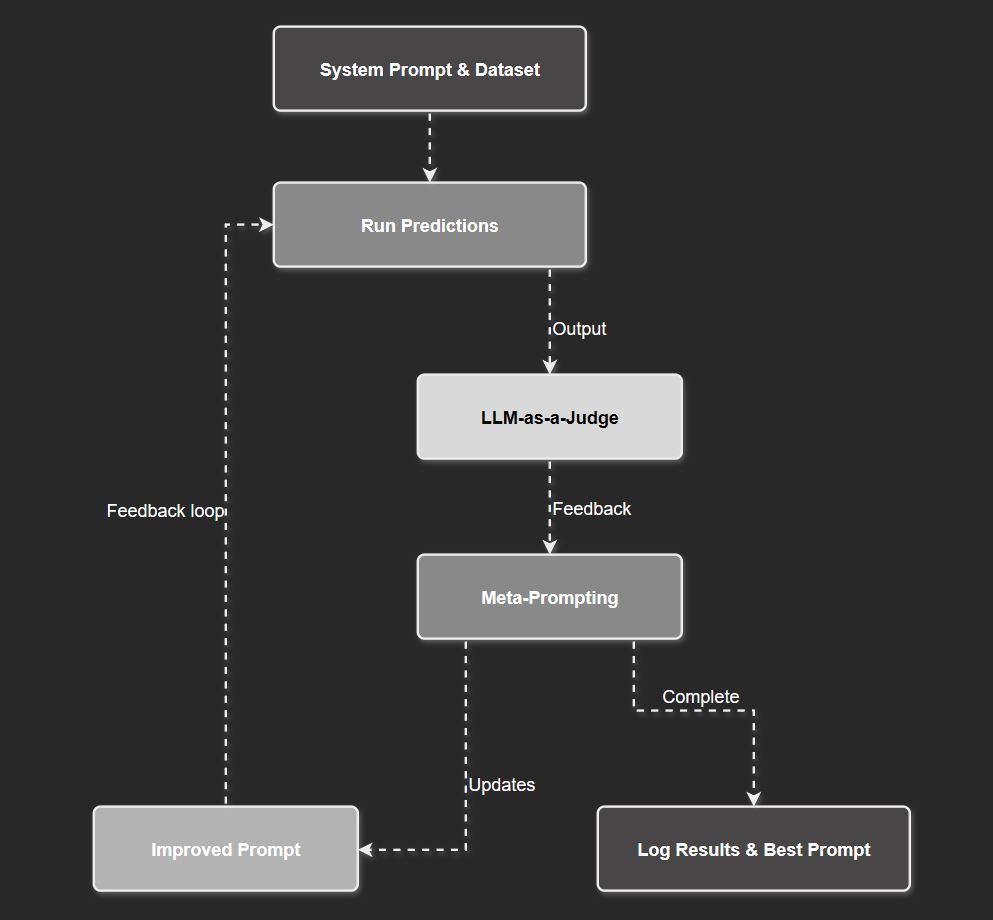 System Prompt & Dataset
Run Predictions
Output
LLM-as-a-Judge
Feedback loop
Feedback
Meta-Prompting
Complete
Updates
Improved Prompt
Log Results & Best Prompt